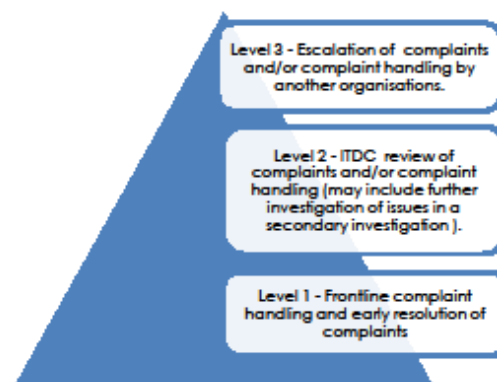 Level 3 - Escalation of complaints
and/or complaint handling by
another organisations.
Level 2 - ITDC review of
complaints and/or complaint
handling (may include further
investigation of issues in a
secondary investigation ).
Level 1 - Frontline complaint
handling and early resolution of
complaints